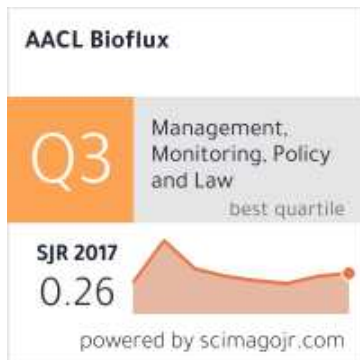 AACL Bioflux
Q3
Management,
Monitoring, Policy
and Law
best quartile
SJR 2017
0.26
powered by scimagojr.com